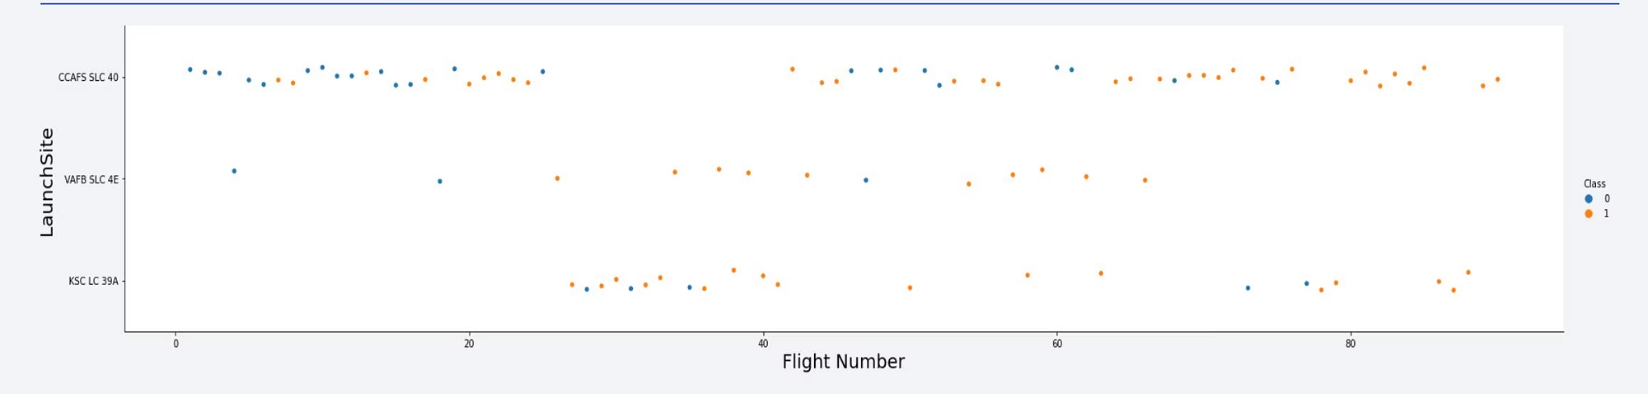 LaunchSite
CCAFS SLC 40
VAFB SLC 4E
KSC LC 39A
0 20 40 60 80
Flight Number
Class
0
1